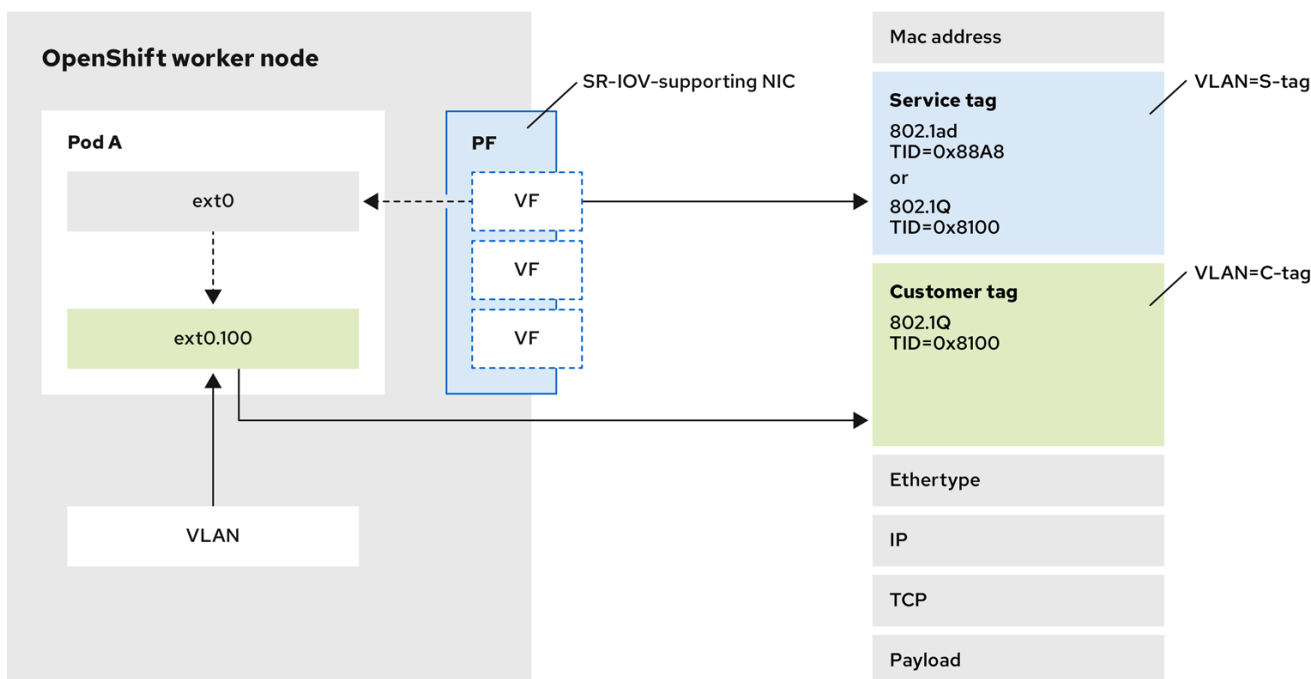 OpenShift worker node
SR-IOV-supporting NIC
Pod A
PF
ext0
VF
VF
ext0.100
VF
VLAN
Mac address
VLAN=S-tag
Service tag
802.1ad
TID=0x88A8
or
802.1Q
TID=0x8100
VLAN=C-tag
Customer tag
802.1Q
TID=0x8100
Ethertype
IP
TCP
Payload